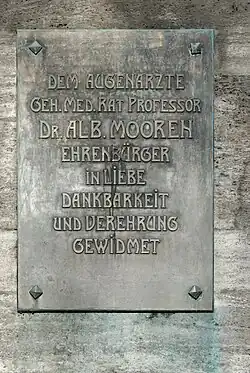 DEM AUGENARZTE
GEH. MED. RAT PROFESSOR
DR. ALB. MOOREN
EHRENBÜRGER
IN LIEBE
DANKBARKEIT
UND VEREHRUNG
GEWIDMET